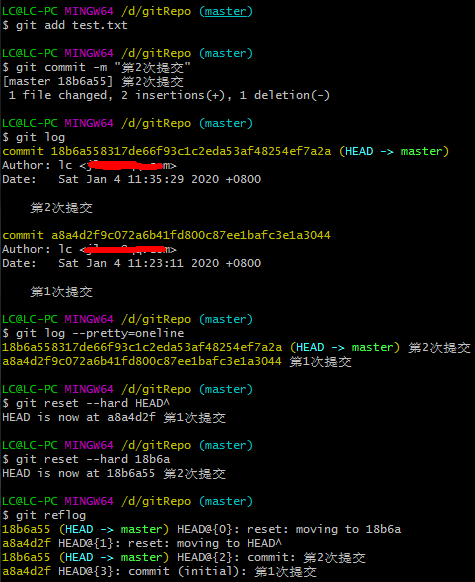 LC@LC-PC MINGW64 /d/gitRepo (master)
$ git add test.txt
LC@LC-PC MINGW64 /d/gitRepo (master)
$ git commit -m "第2次提交"
[master 18b6a55] 第2次提交
1 file changed, 2 insertions(+), 1 deletion(-)
LC@LC-PC MINGW64 /d/gitRepo (master)
$ git log
commit 18b6a558317de66f93c1c2eda53af48254ef7a2a (HEAD -> master)
Author: lc <
Date: Sat Jan 4 11:35:29 2020 +0800
第2次提交
commit a8a4d2f9c072a6b41fd800c87ee1bafc3e1a3044
Author: lc <
Date: Sat Jan 4 11:23:11 2020 +0800
第1次提交
LC@LC-PC MINGW64 /d/gitRepo (master)
$ git log --pretty=oneline
18b6a558317de66f93c1c2eda53af48254ef7a2a (HEAD -> master) 第2次提交
a8a4d2f9c072a6b41fd800c87ee1bafc3e1a3044 第1次提交
LC@LC-PC MINGW64 /d/gitRepo (master)
$ git reset --hard HEAD^
HEAD is now at a8a4d2f 第1次提交
LC@LC-PC MINGW64 /d/gitRepo (master)
$ git reset --hard 18b6a
HEAD is now at 18b6a55 第2次提交
LC@LC-PC MINGW64 /d/gitRepo (master)
$ git reflog
18b6a55 (HEAD -> master) HEAD@{0}: reset: moving to 18b6a
a8a4d2f HEAD@{1}: reset: moving to HEAD^
18b6a55 (HEAD -> master) HEAD@{2}: commit: 第2次提交
a8a4d2f HEAD@{3}: commit (initial): 第1次提交